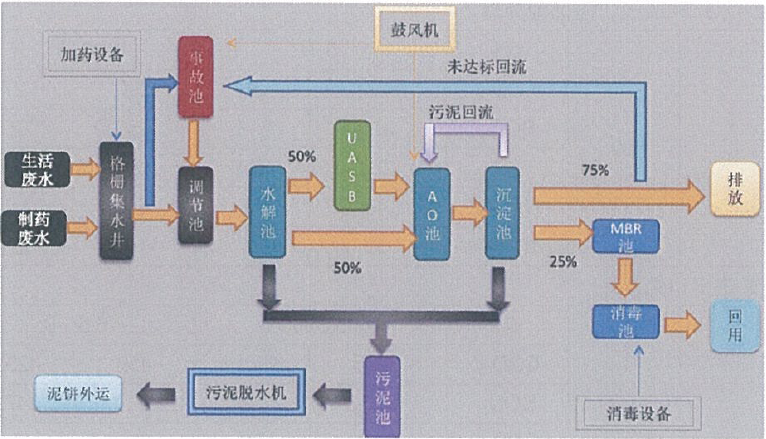 鼓风机
加药设备
事故池
未达标回流
污泥回流
生活
废水
制药
废水
格栅集水井
调节池
水解池
50%
50%
UASB
AO池
沉淀池
75%
25%
排
放
MBR
池
消毒
池
回
用
消毒设备
污泥池
污泥脱水机
泥饼外运